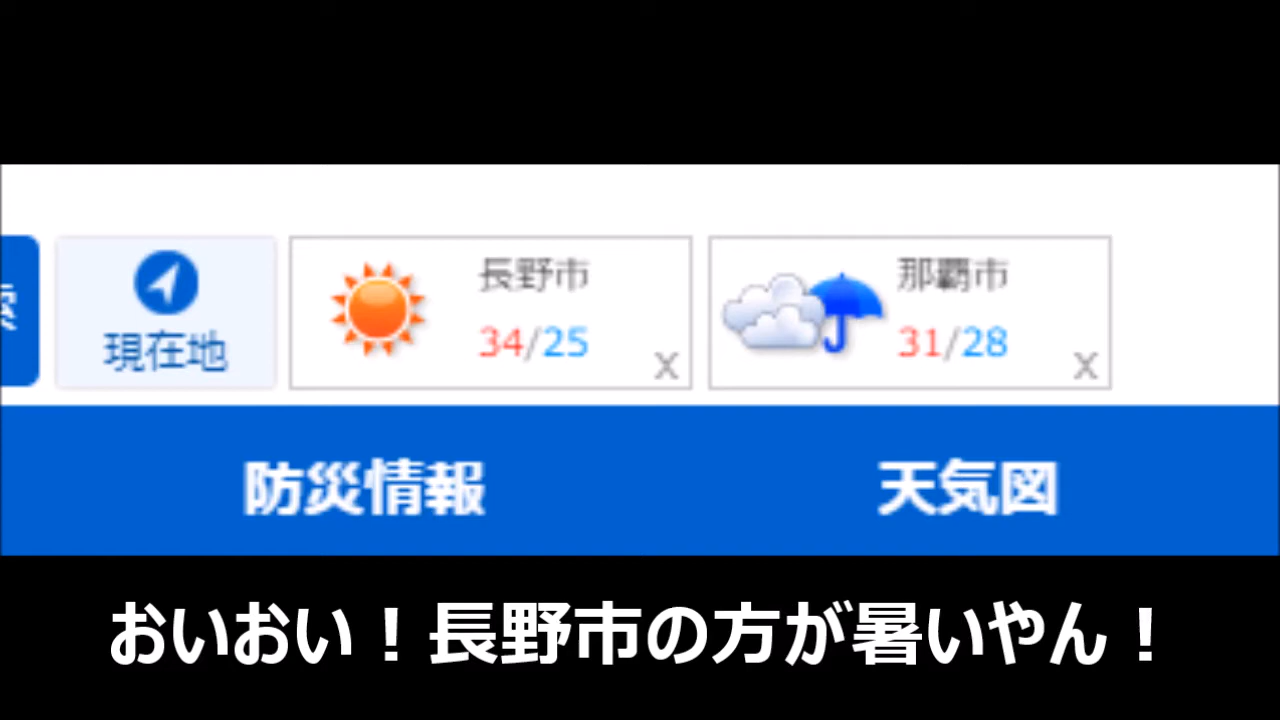 現在地
長野市
34/25
X
那覇市
31/28
X
防災情報
天気図
おいおい！長野市の方が暑いやん！